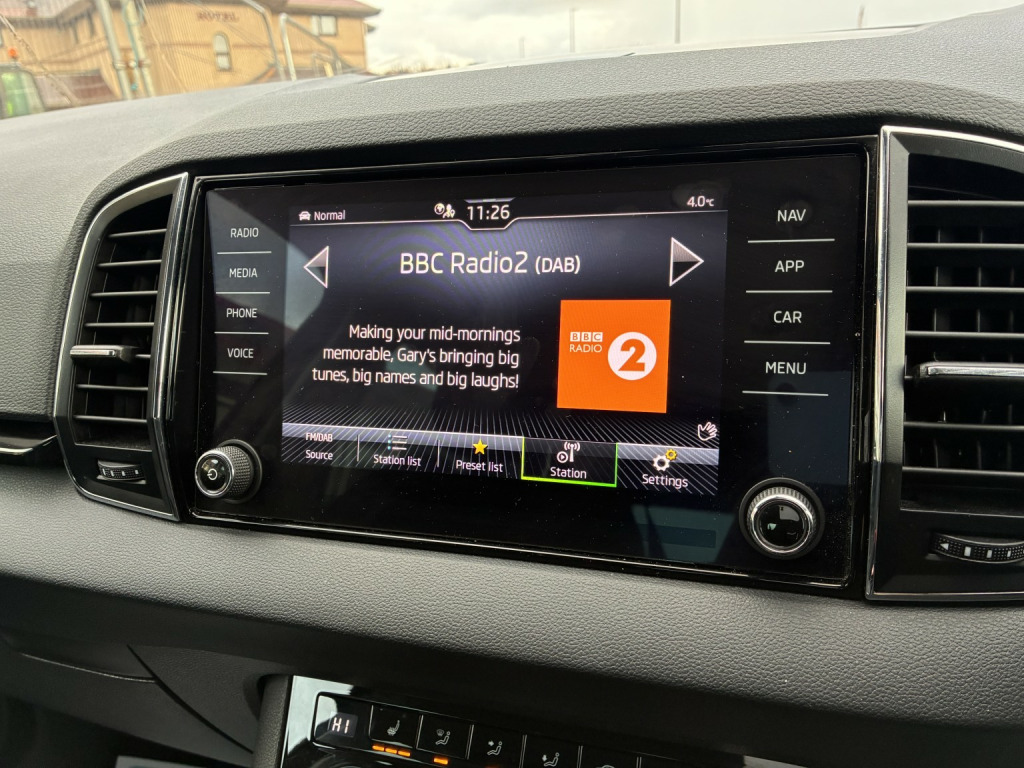 HOTEL
RADIO
MEDIA
PHONE
VOICE
Normal
11:26
4.0°C
BBC Radio2 (DAB)
Making your mid-mornings
memorable, Gary's bringing big
tunes, big names and big laughs!
BBC
RADIO
2
FM/DAB
Source
Station list
Preset list
Station
Settings
NAV
APP
CAR
MENU
HI